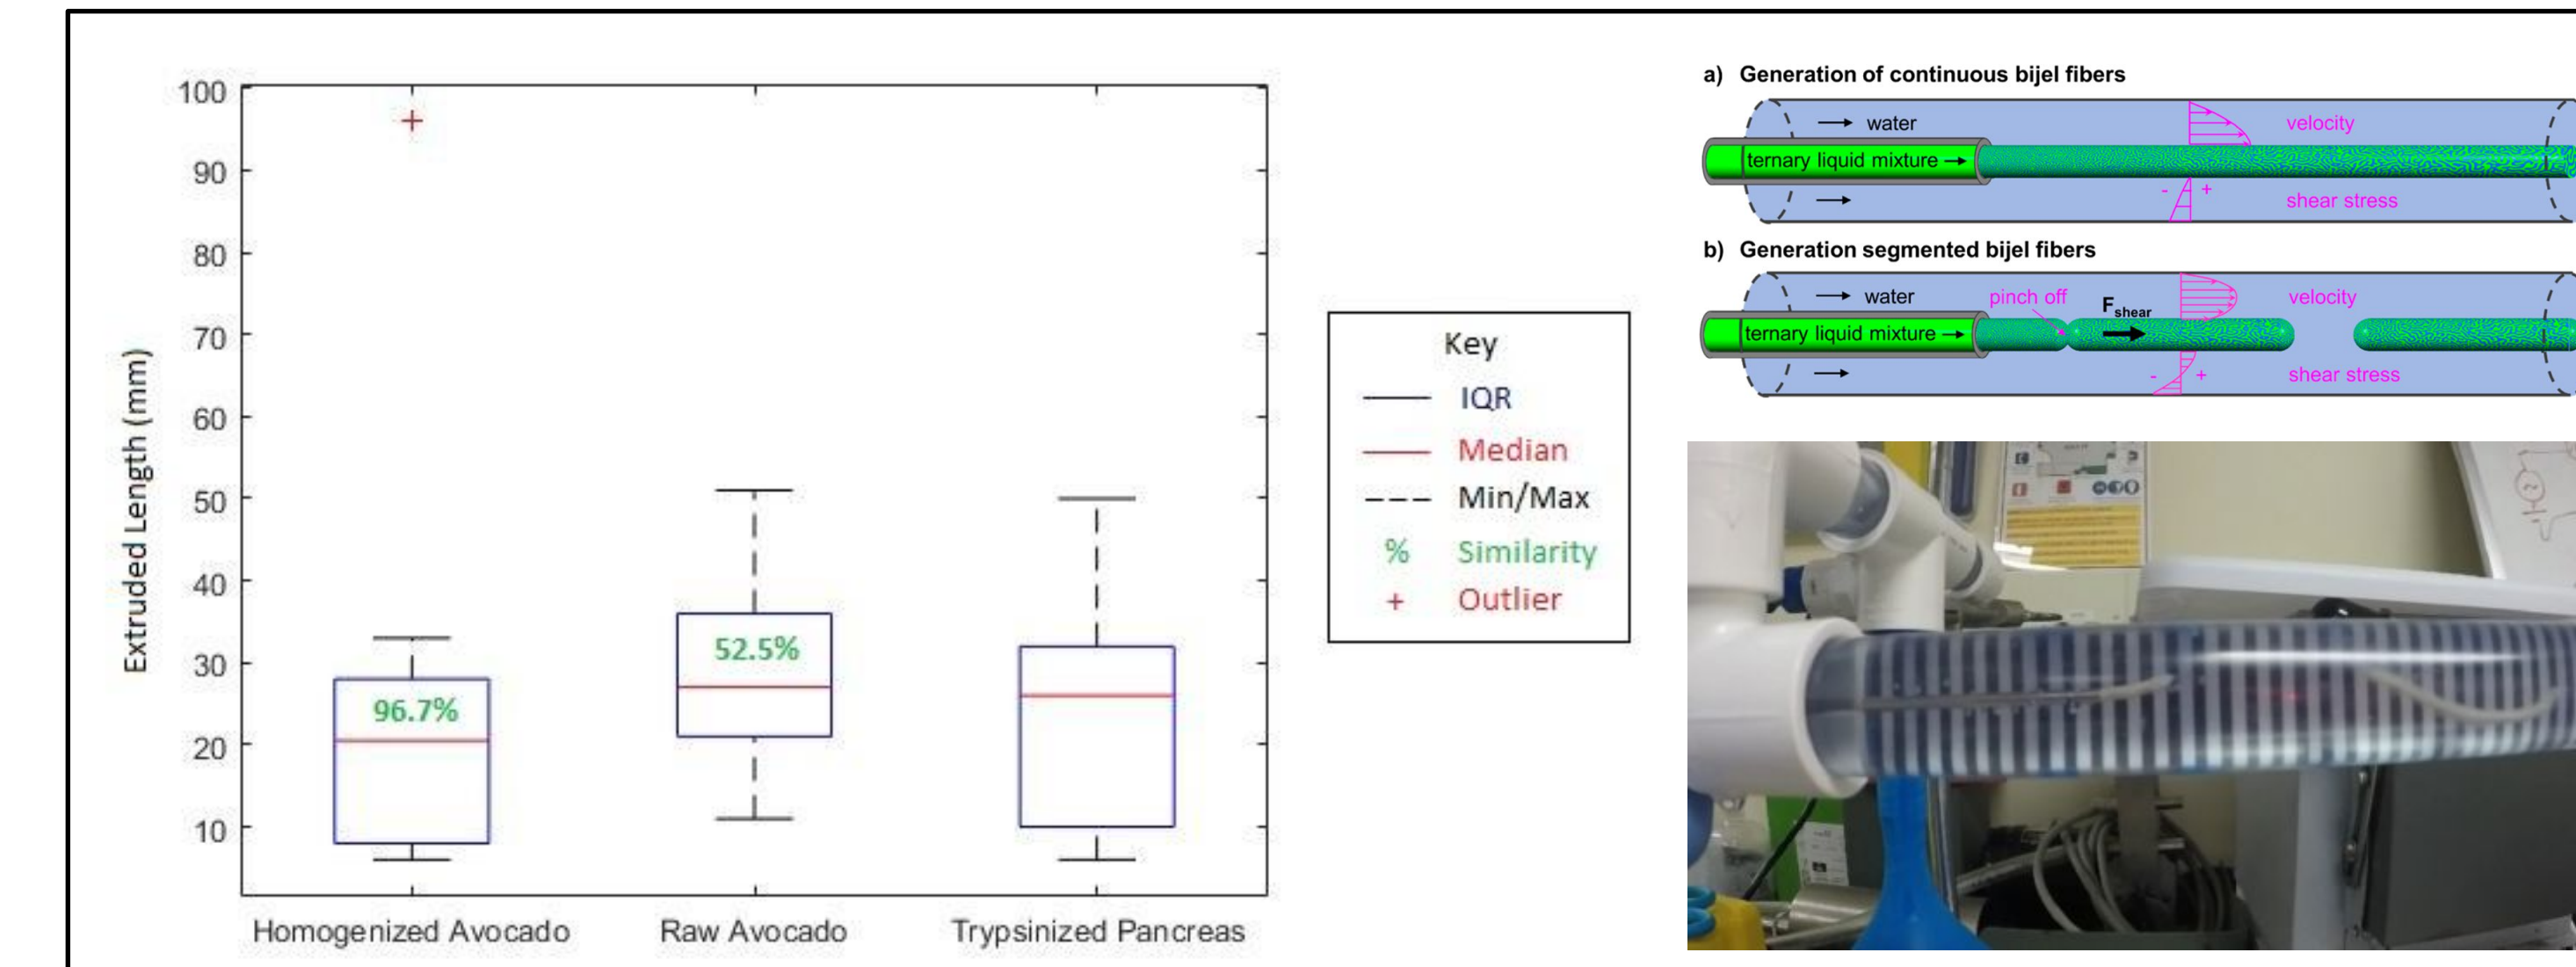 100
90
80
70
60
50
40
30
20
10
Extruded Length (mm)
96.7%
52.5%
Homogenized Avocado
Raw Avocado
Trypsinized Pancreas
Key
IQR
Median
Min/Max
% Similarity
+ Outlier
a) Generation of continuous bijel fibers
water
velocity
ternary liquid mixture
- +
shear stress
b) Generation segmented bijel fibers
water
pinch off
Fshear
velocity
ternary liquid mixture
- +
shear stress